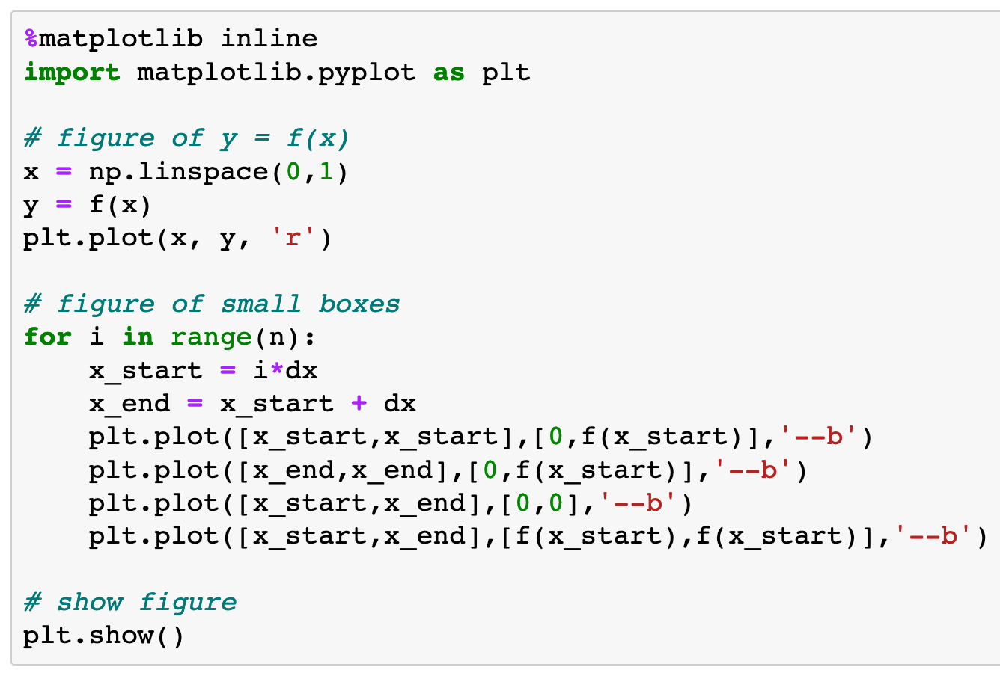 %matplotlib inline
import matplotlib.pyplot as plt

# figure of y = f(x)
x = np.linspace(0,1)
y = f(x)
plt.plot(x, y, 'r')

# figure of small boxes
for i in range(n):
    x_start = i*dx
    x_end = x_start + dx
    plt.plot([x_start,x_start],[0,f(x_start)],'--b')
    plt.plot([x_end,x_end],[0,f(x_start)],'--b')
    plt.plot([x_start,x_end],[0,0],'--b')
    plt.plot([x_start,x_end],[f(x_start),f(x_start)],'--b')

# show figure
plt.show()